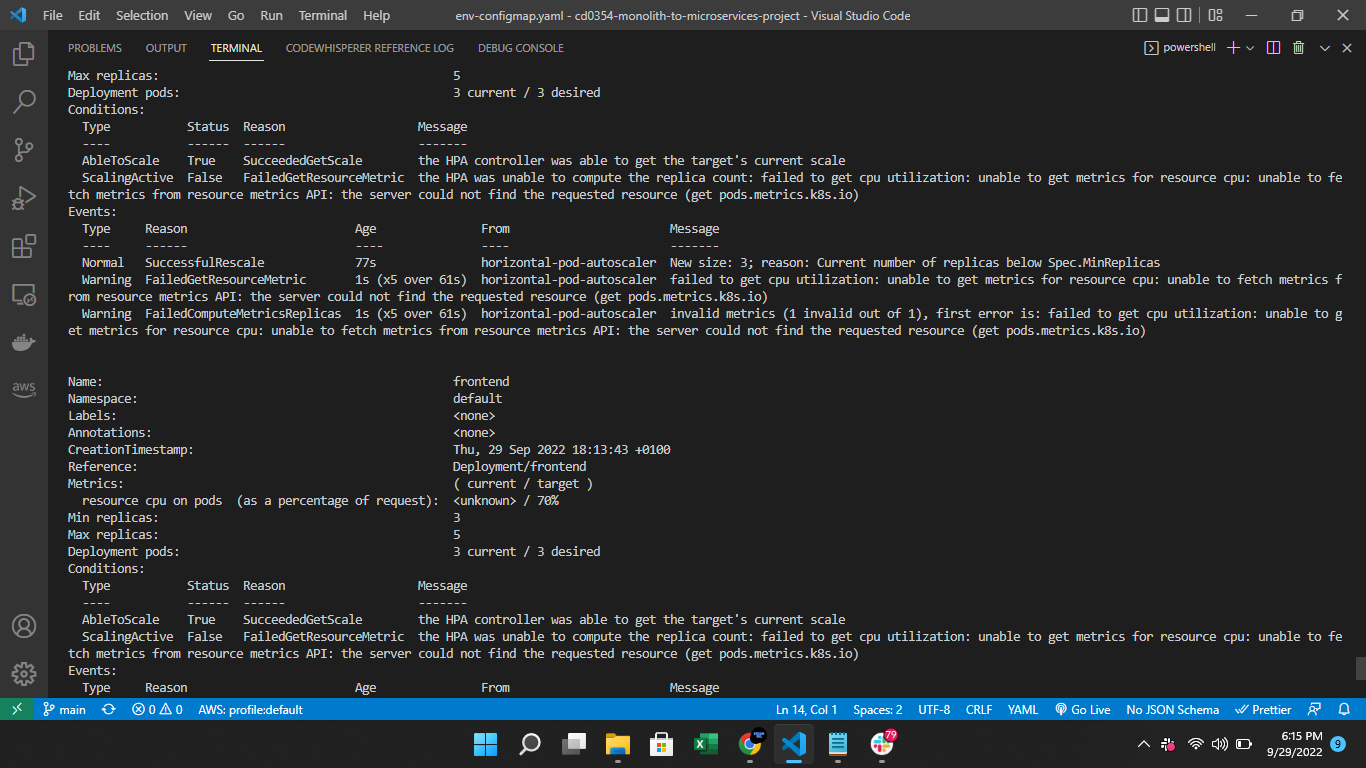 File Edit Selection View Go Run Terminal Help env-configmap.yaml - cd0354-monolith-to-microservices-project - Visual Studio Code
PROBLEMS OUTPUT TERMINAL CODEWHISPERER REFERENCE LOG DEBUG CONSOLE powershell
Max replicas: 5
Deployment pods: 3 current / 3 desired
Conditions:
Type Status Reason Message
---- ------ ------ -------
AbleToScale True SucceededGetScale the HPA controller was able to get the target's current scale
ScalingActive False FailedGetResourceMetric the HPA was unable to compute the replica count: failed to get cpu utilization: unable to get metrics for resource cpu: unable to fe
tch metrics from resource metrics API: the server could not find the requested resource (get pods.metrics.k8s.io)
Events:
Type Reason Age From Message
---- ------ ---- ---- -------
Normal SuccessfulRescale 77s horizontal-pod-autoscaler New size: 3; reason: Current number of replicas below Spec.MinReplicas
Warning FailedGetResourceMetric 1s (x5 over 61s) horizontal-pod-autoscaler failed to get cpu utilization: unable to get metrics for resource cpu: unable to fetch metrics f
rom resource metrics API: the server could not find the requested resource (get pods.metrics.k8s.io)
Warning FailedComputeMetricsReplicas 1s (x5 over 61s) horizontal-pod-autoscaler invalid metrics (1 invalid out of 1), first error is: failed to get cpu utilization: unable to g
et metrics for resource cpu: unable to fetch metrics from resource metrics API: the server could not find the requested resource (get pods.metrics.k8s.io)
Name: frontend
Namespace: default
Labels: <none>
Annotations: <none>
CreationTimestamp: Thu, 29 Sep 2022 18:13:43 +0100
Reference: Deployment/frontend
Metrics: ( current / target )
resource cpu on pods (as a percentage of request): <unknown> / 70%
Min replicas: 3
Max replicas: 5
Deployment pods: 3 current / 3 desired
Conditions:
Type Status Reason Message
---- ------ ------ -------
AbleToScale True SucceededGetScale the HPA controller was able to get the target's current scale
ScalingActive False FailedGetResourceMetric the HPA was unable to compute the replica count: failed to get cpu utilization: unable to get metrics for resource cpu: unable to fe
tch metrics from resource metrics API: the server could not find the requested resource (get pods.metrics.k8s.io)
Events:
Type Reason Age From Message
aws
main 0 0 AWS: profile:default Ln 14, Col 1 Spaces: 2 UTF-8 CRLF YAML Go Live No JSON Schema Prettier
79
6:15 PM
9/29/2022 9